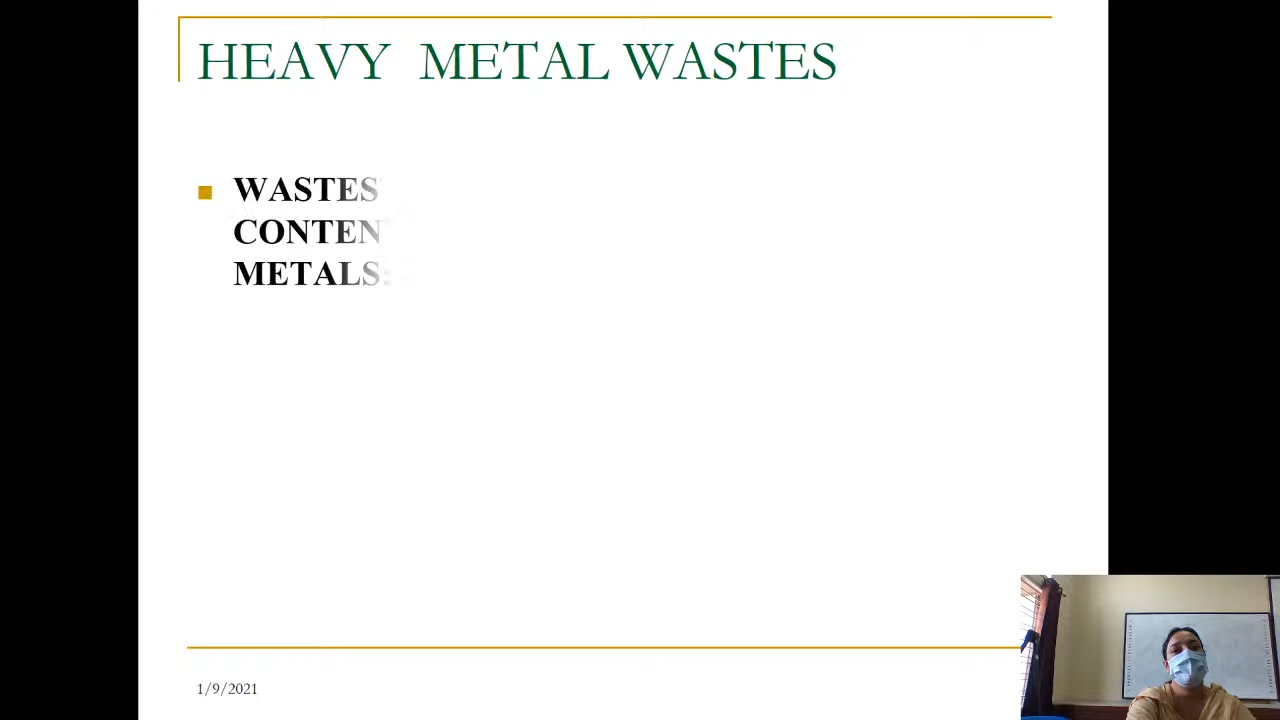 HEAVY METAL WASTES
WASTES
CONTEN
METALS:
1/9/2021